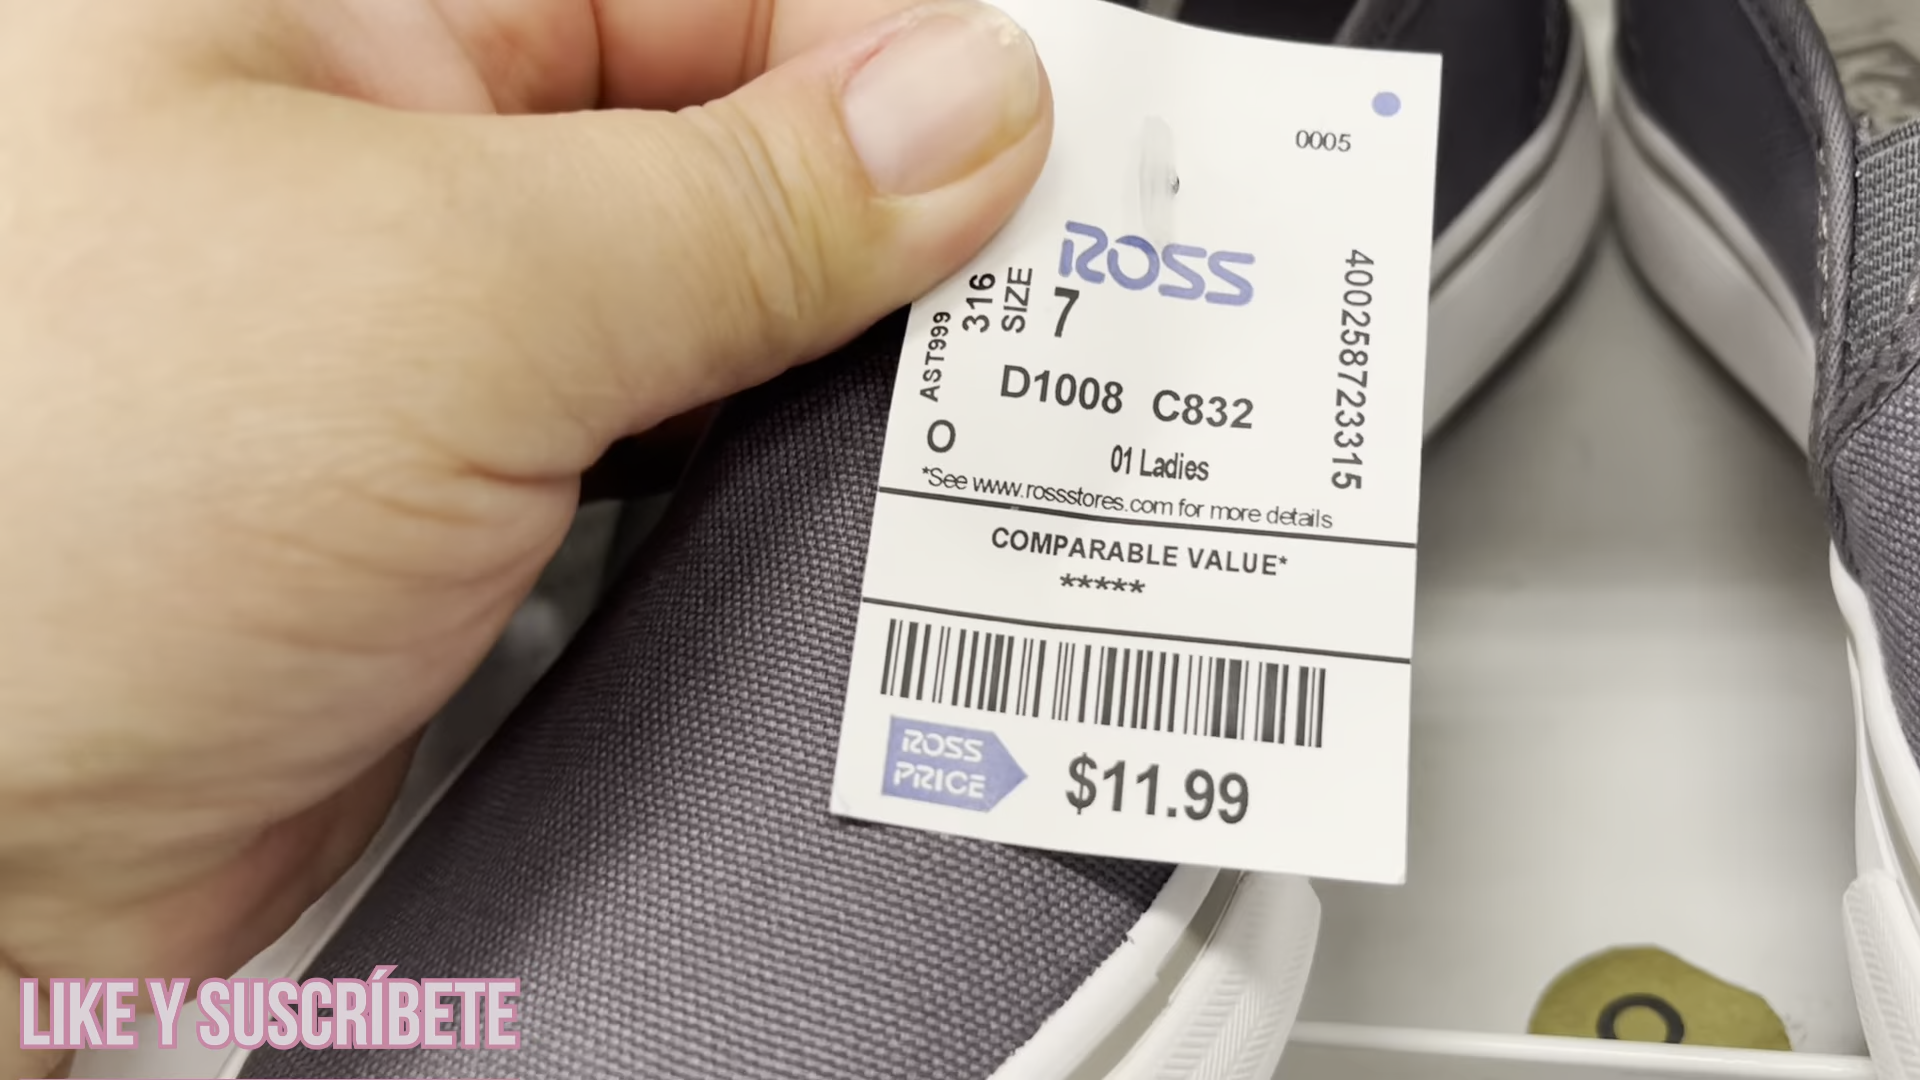 0005
ROSS
400258723315
AST999
316
SIZE
7
D1008 C832
O
01 Ladies
*See www.rossstores.com for more details
COMPARABLE VALUE*
*****
ROSS
PRICE
$11.99
LIKE Y SUSCRÍBETE